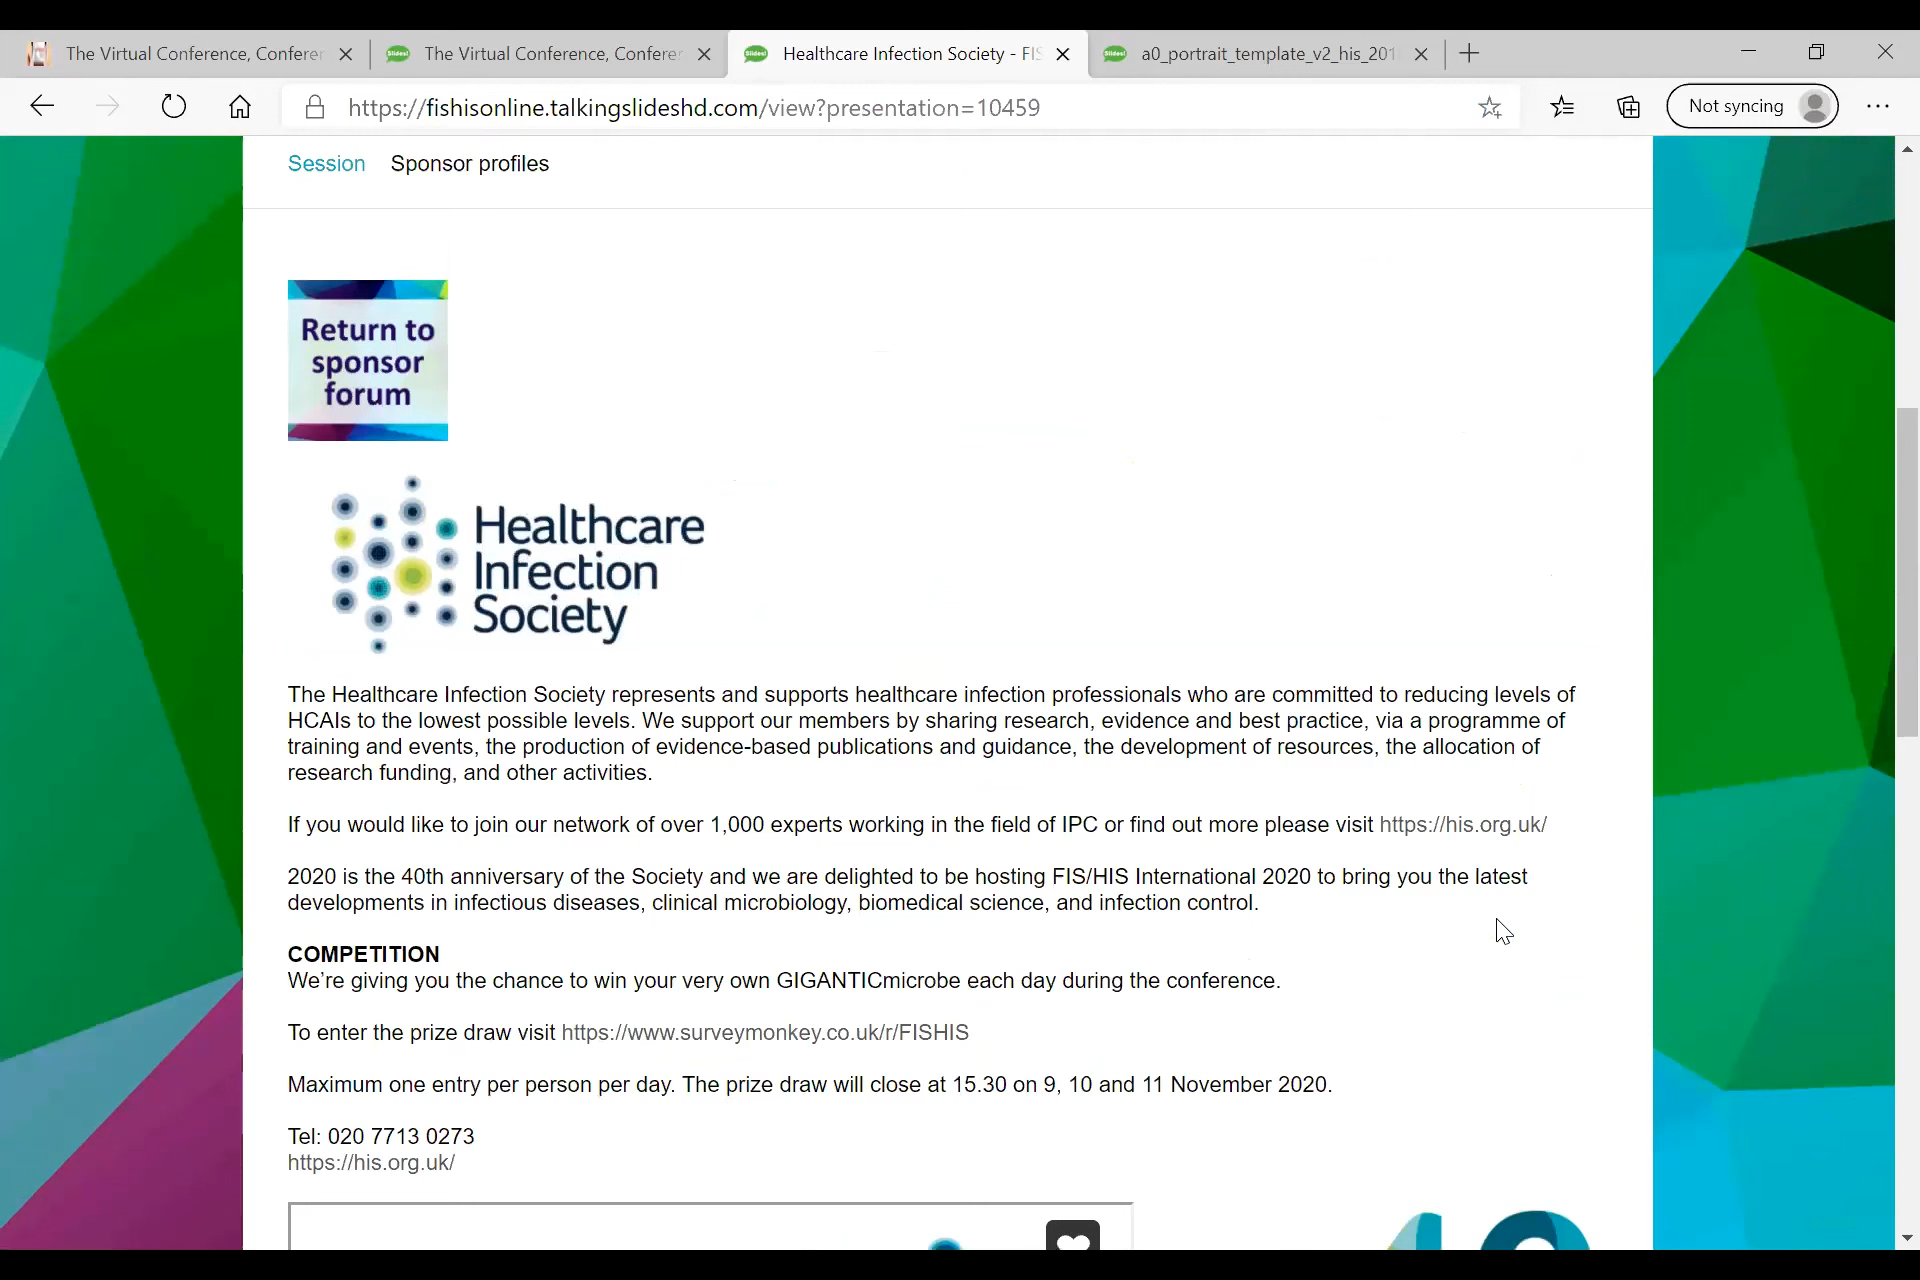 The Virtual Conference, Confere
The Virtual Conference, Confere
Healthcare Infection Society - FIS
a0_portrait_template_v2_his_201
https://fishisonline.talkingslideshd.com/view?presentation=10459
Not syncing
Session
Sponsor profiles
Return to
sponsor
forum
Healthcare
Infection
Society
The Healthcare Infection Society represents and supports healthcare infection professionals who are committed to reducing levels of
HCAIs to the lowest possible levels. We support our members by sharing research, evidence and best practice, via a programme of
training and events, the production of evidence-based publications and guidance, the development of resources, the allocation of
research funding, and other activities.
If you would like to join our network of over 1,000 experts working in the field of IPC or find out more please visit https://his.org.uk/
2020 is the 40th anniversary of the Society and we are delighted to be hosting FIS/HIS International 2020 to bring you the latest
developments in infectious diseases, clinical microbiology, biomedical science, and infection control.
COMPETITION
We’re giving you the chance to win your very own GIGANTICmicrobe each day during the conference.
To enter the prize draw visit https://www.surveymonkey.co.uk/r/FISHIS
Maximum one entry per person per day. The prize draw will close at 15.30 on 9, 10 and 11 November 2020.
Tel: 020 7713 0273
https://his.org.uk/